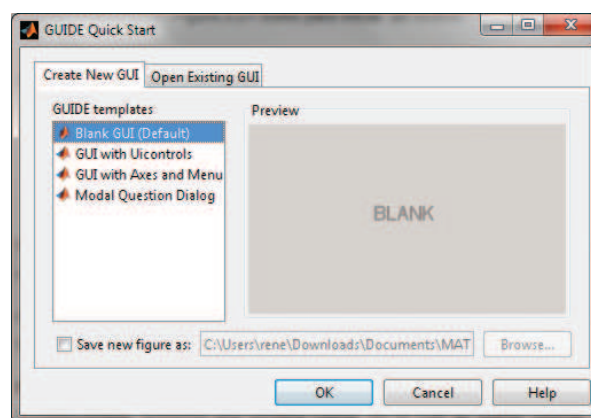 GUIDE Quick Start
Create New GUI
Open Existing GUI
GUIDE templates
Preview
Blank GUI (Default)
GUI with Uicontrols
GUI with Axes and Menu
Modal Question Dialog
BLANK
Save new figure as:
C:\Users\rene\Downloads\Documents\MAT
Browse...
OK
Cancel
Help